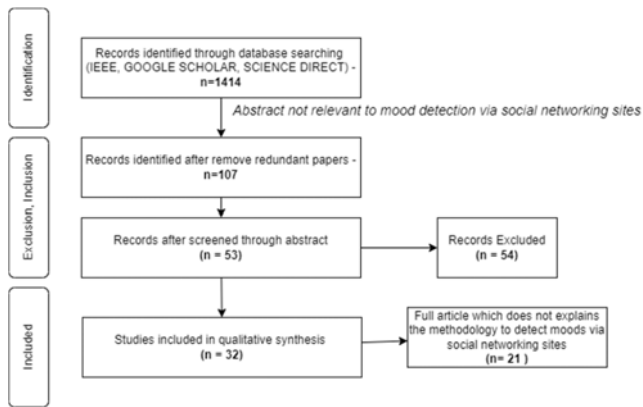 Identification
Records identified through database searching
(IEEE, GOOGLE SCHOLAR, SCIENCE DIRECT) -
n=1414
Abstract not relevant to mood detection via social networking sites
Exclusion, Inclusion
Records identified after remove redundant papers -
n=107
Records after screened through abstract
(n = 53)
Records Excluded
(n = 54)
Included
Studies included in qualitative synthesis
(n = 32)
Full article which does not explains
the methodology to detect moods via
social networking sites
(n= 21 )